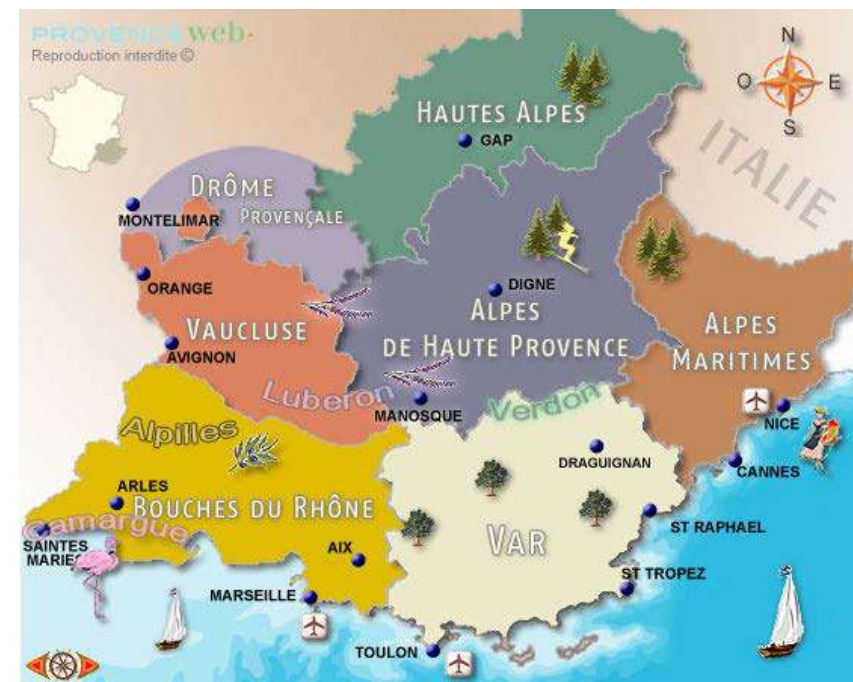 PROVENCE web
Reproduction interdite ©
N
O
E
S
ITALIE
HAUTES ALPES
GAP
DRÔME
PROVENÇALE
MONTELIMAR
ORANGE
DIGNE
VAUCLUSE
ALPES
DE HAUTE PROVENCE
ALPES
MARITIMES
AVIGNON
Luberon
MANOSQUE
Verdon
NICE
Alpilles
DRAGUIGNAN
CANNES
ARLES
BOUCHES DU RHÔNE
Camargue
ST RAPHAEL
SAINTES
MARIES
AIX
VAR
ST TROPEZ
MARSEILLE
TOULON